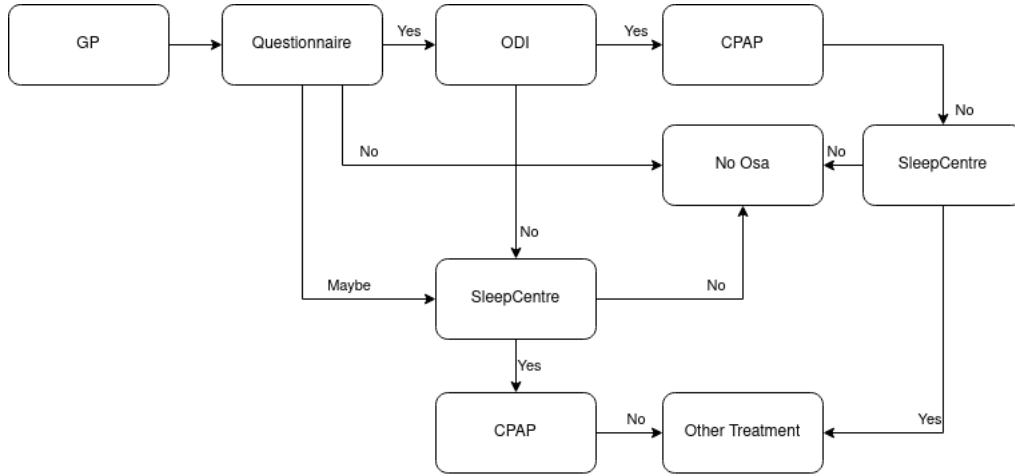 GP
Questionnaire
Yes
ODI
Yes
CPAP
No
No
No Osa
No
SleepCentre
No
Maybe
SleepCentre
No
Yes
CPAP
No
Other Treatment
Yes